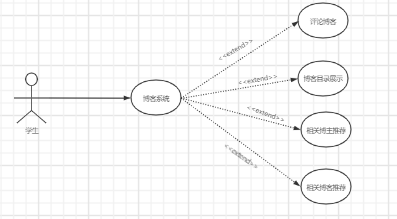 评论博客
<<extend>>
<<extend>>
博客目录展示
博客系统
<<extend>>
相关博主推荐
学生
<<extend>>
相关博客推荐